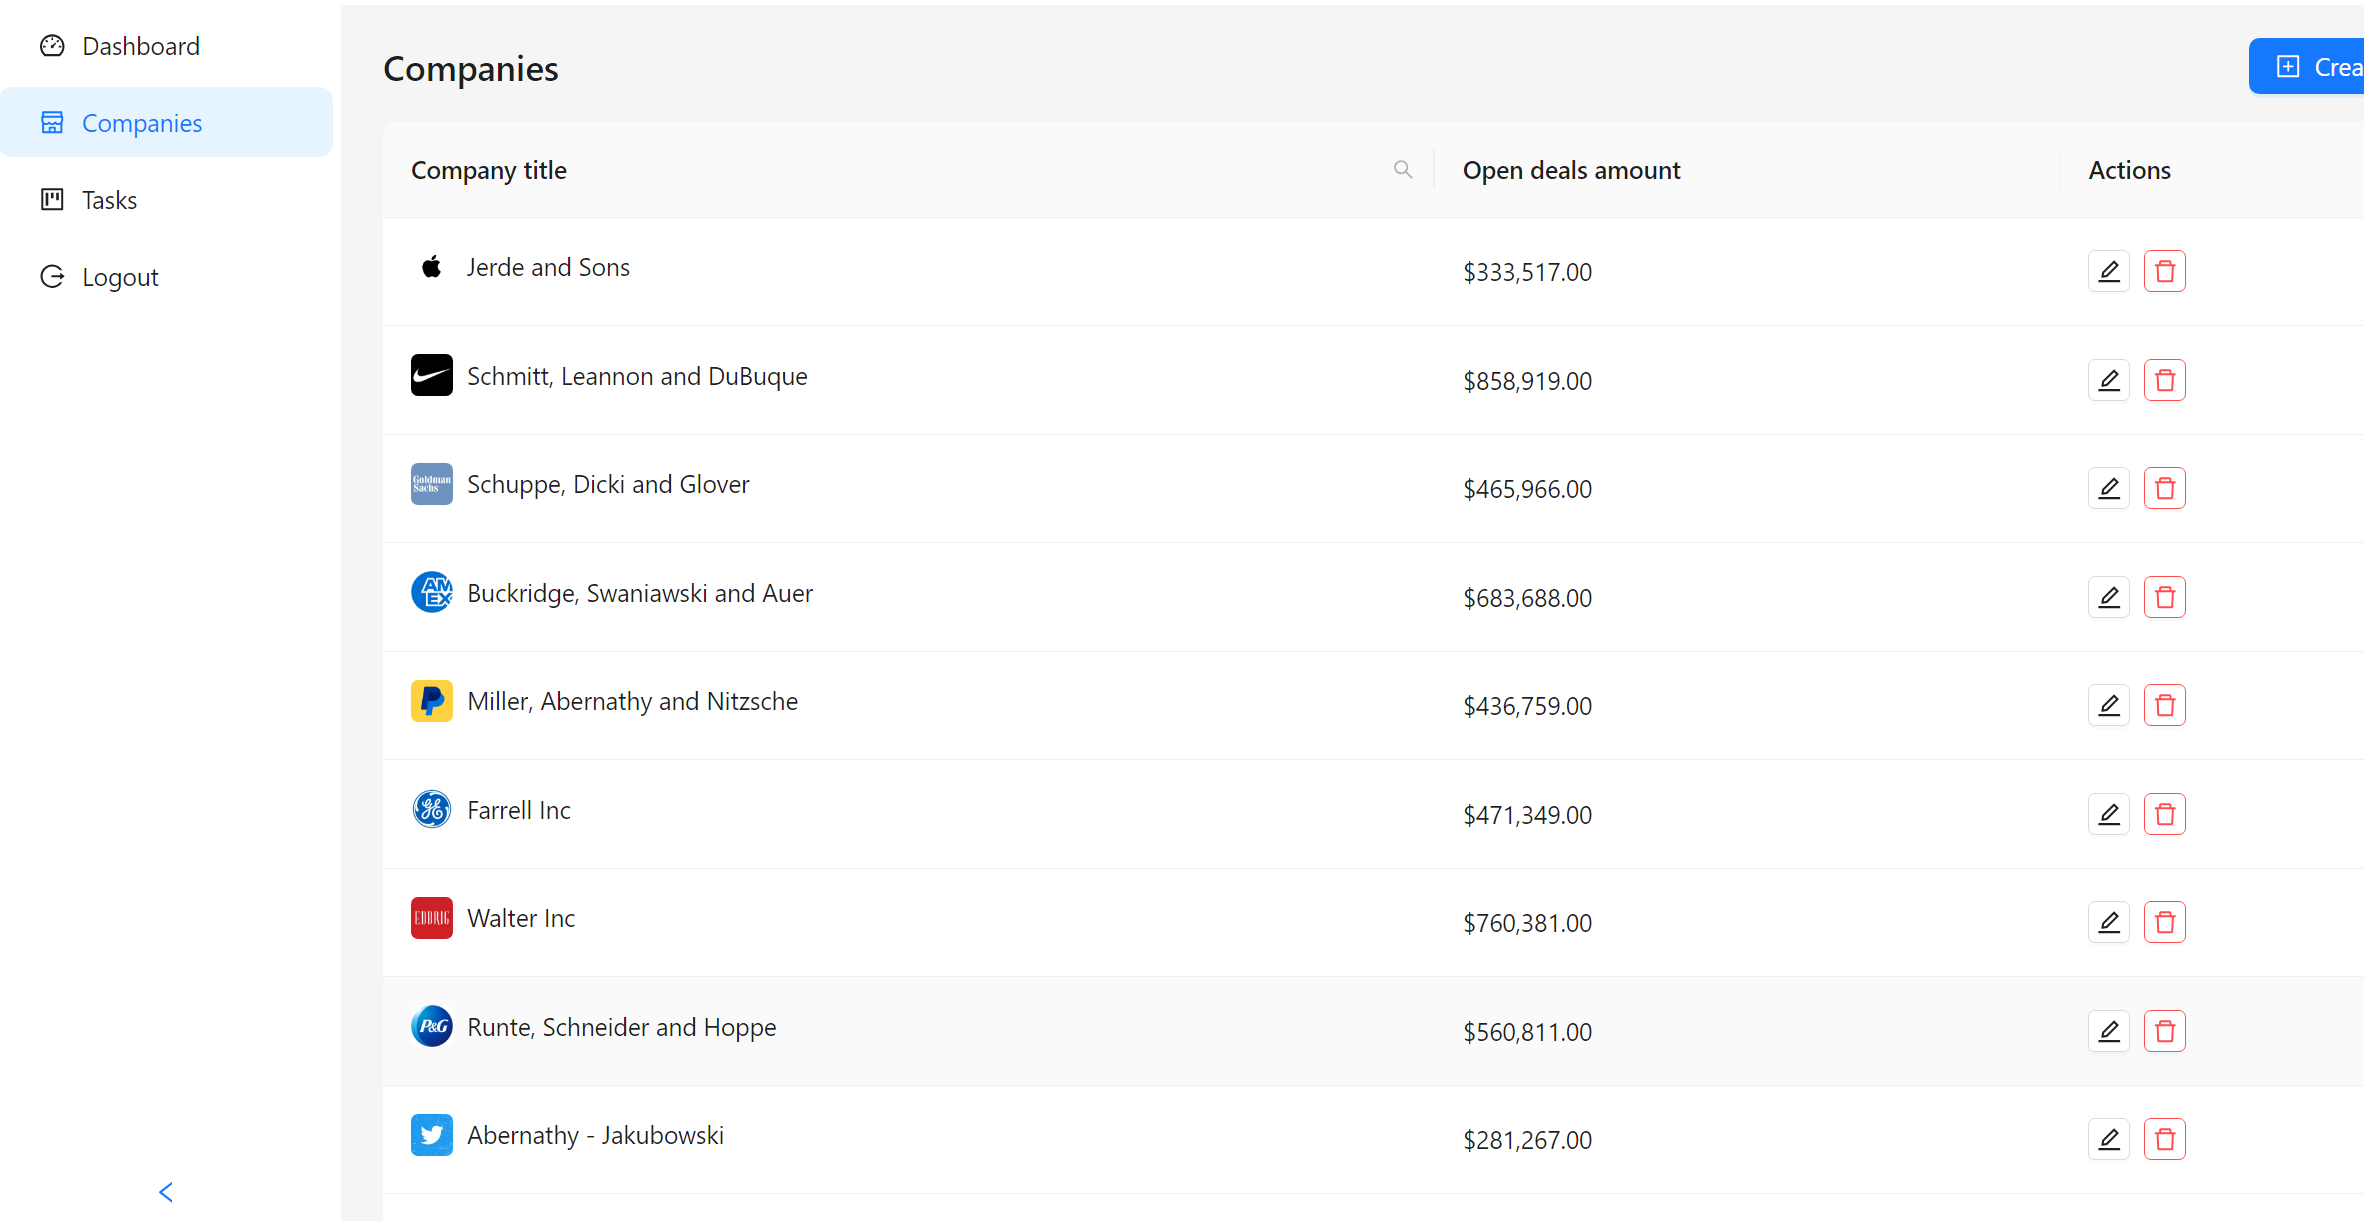 Dashboard
Companies
Tasks
Logout
Companies
Crea
Company title
Open deals amount
Actions
Jerde and Sons
$333,517.00
Schmitt, Leannon and DuBuque
$858,919.00
Goldman
Sachs
Schuppe, Dicki and Glover
$465,966.00
AM
EX
Buckridge, Swaniawski and Auer
$683,688.00
Miller, Abernathy and Nitzsche
$436,759.00
Farrell Inc
$471,349.00
Walter Inc
$760,381.00
P&G
Runte, Schneider and Hoppe
$560,811.00
Abernathy - Jakubowski
$281,267.00